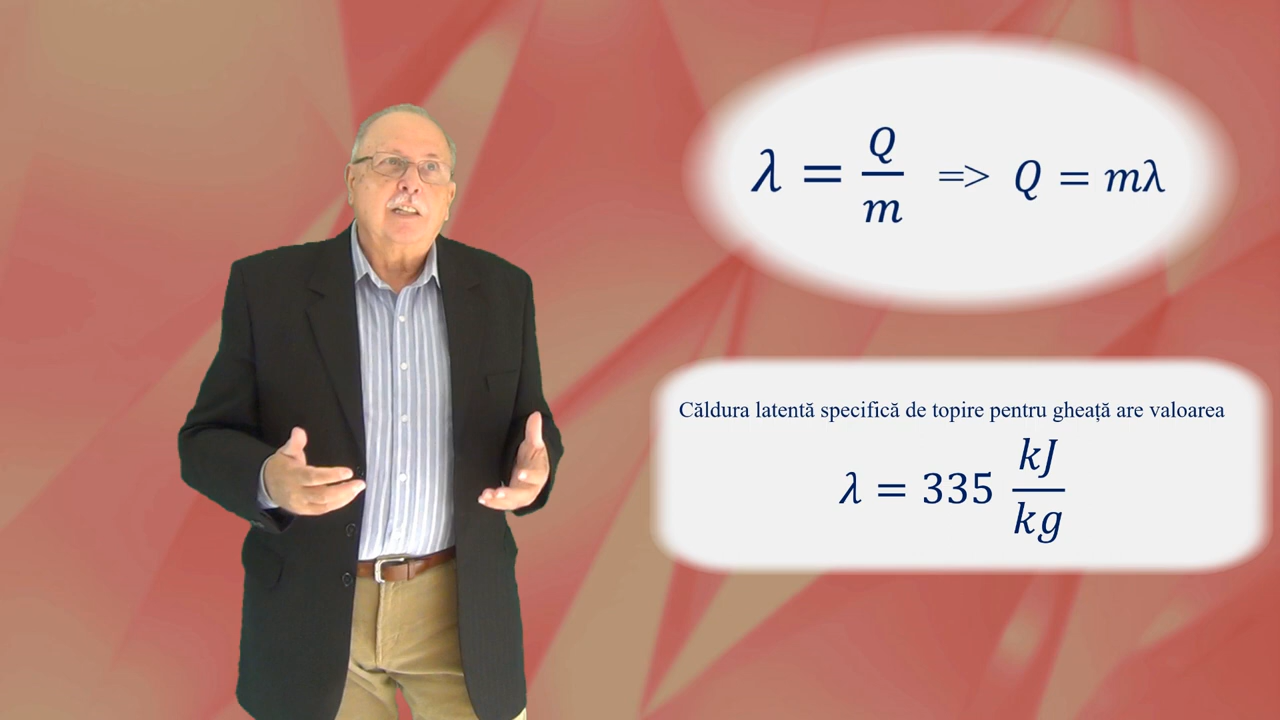 λ = Q/m => Q = mλ
Căldura latentă specifică de topire pentru gheață are valoarea
λ = 335 kJ/kg